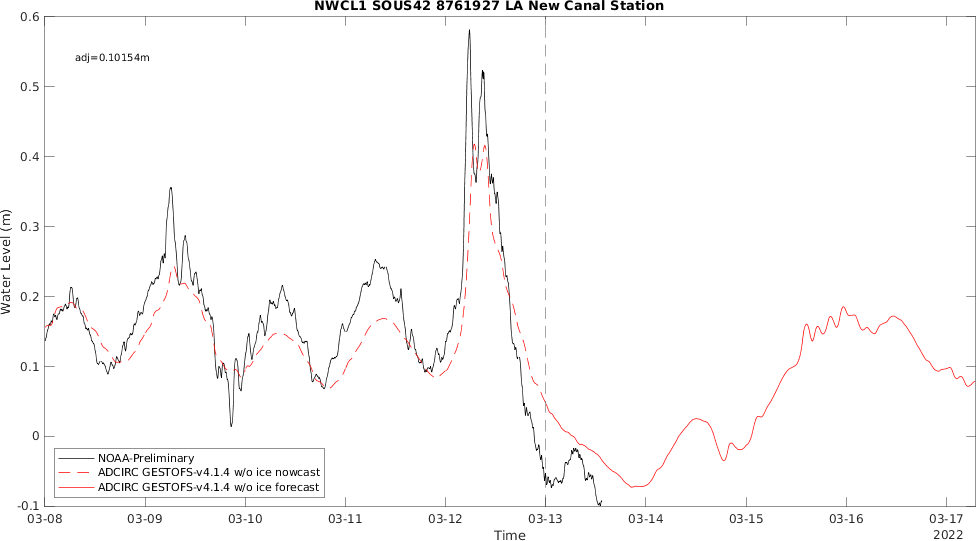 NWCL1 SOUS42 8761927 LA New Canal Station
adj=0.10154m
Water Level (m)
0.6
0.5
0.4
0.3
0.2
0.1
0
-0.1
NOAA-Preliminary
ADCIRC GESTOFS-v4.1.4 w/o ice nowcast
ADCIRC GESTOFS-v4.1.4 w/o ice forecast
03-08 03-09 03-10 03-11 03-12 03-13 03-14 03-15 03-16 03-17
Time
2022